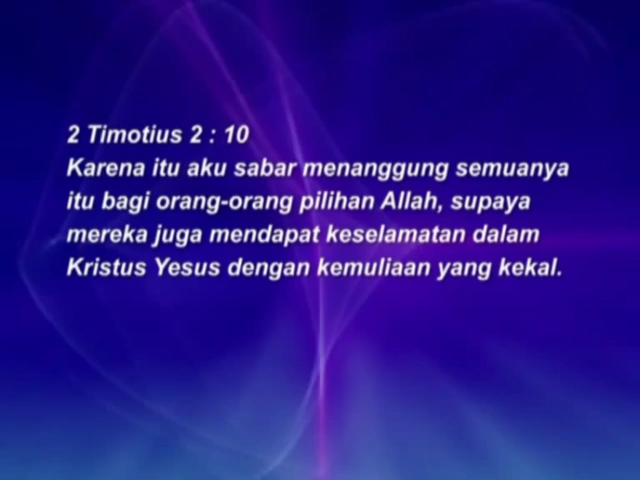 2 Timotius 2 : 10
Karena itu aku sabar menanggung semuanya
itu bagi orang-orang pilihan Allah, supaya
mereka juga mendapat keselamatan dalam
Kristus Yesus dengan kemuliaan yang kekal.